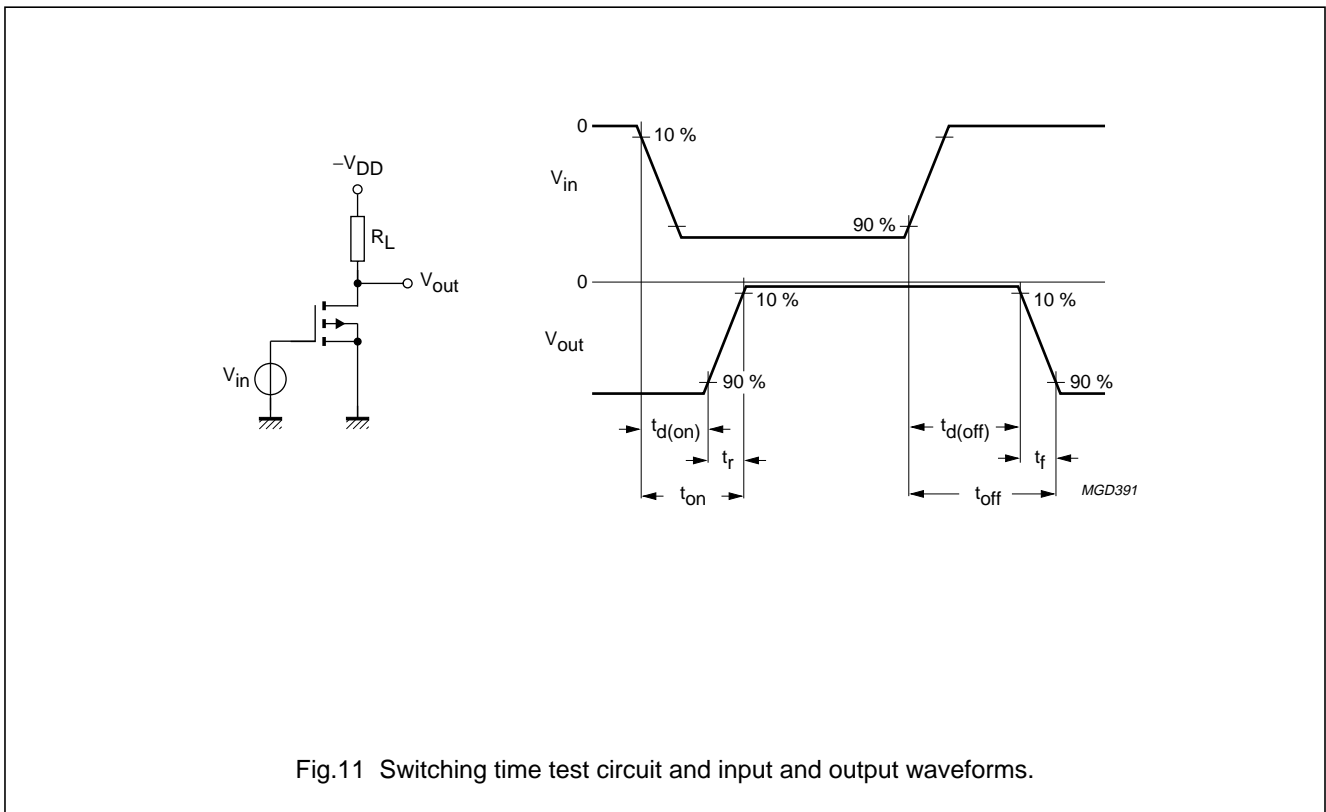 −VDD
RL
Vout
Vin
0
10 %
Vin
90 %
0
10 %
10 %
Vout
90 %
90 %
td(on)
td(off)
tr
tf
ton
toff
MGD391
Fig.11 Switching time test circuit and input and output waveforms.